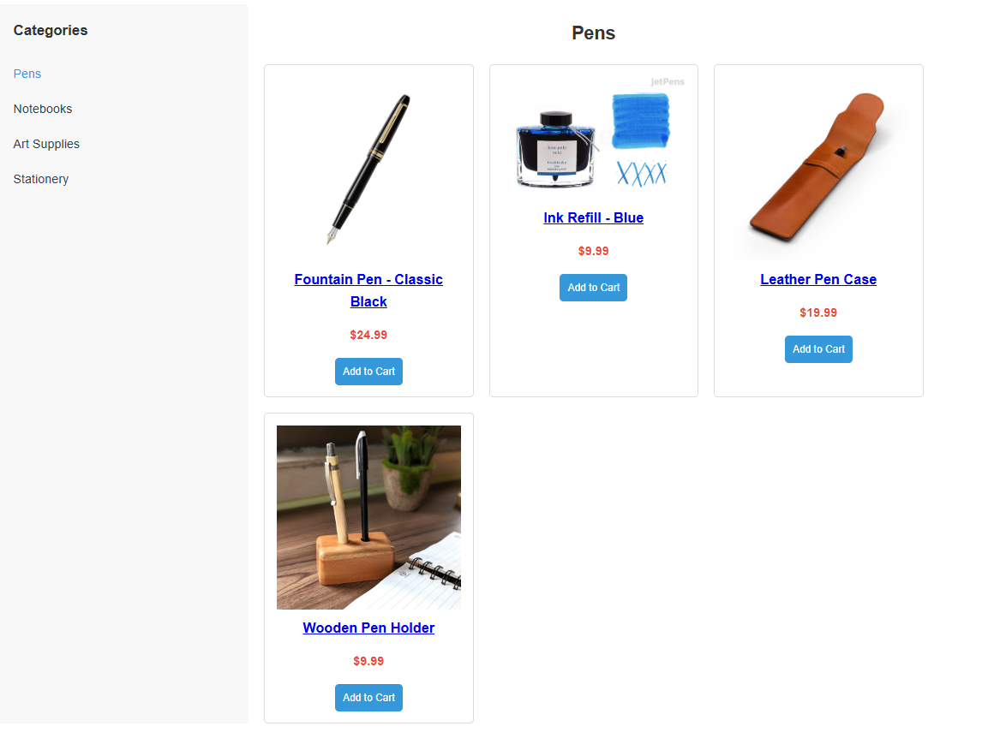 Categories
Pens
Notebooks
Art Supplies
Stationery
Pens
Fountain Pen - Classic
Black
$24.99
Add to Cart
JetPens
Ink Refill - Blue
$9.99
Add to Cart
Leather Pen Case
$19.99
Add to Cart
Wooden Pen Holder
$9.99
Add to Cart